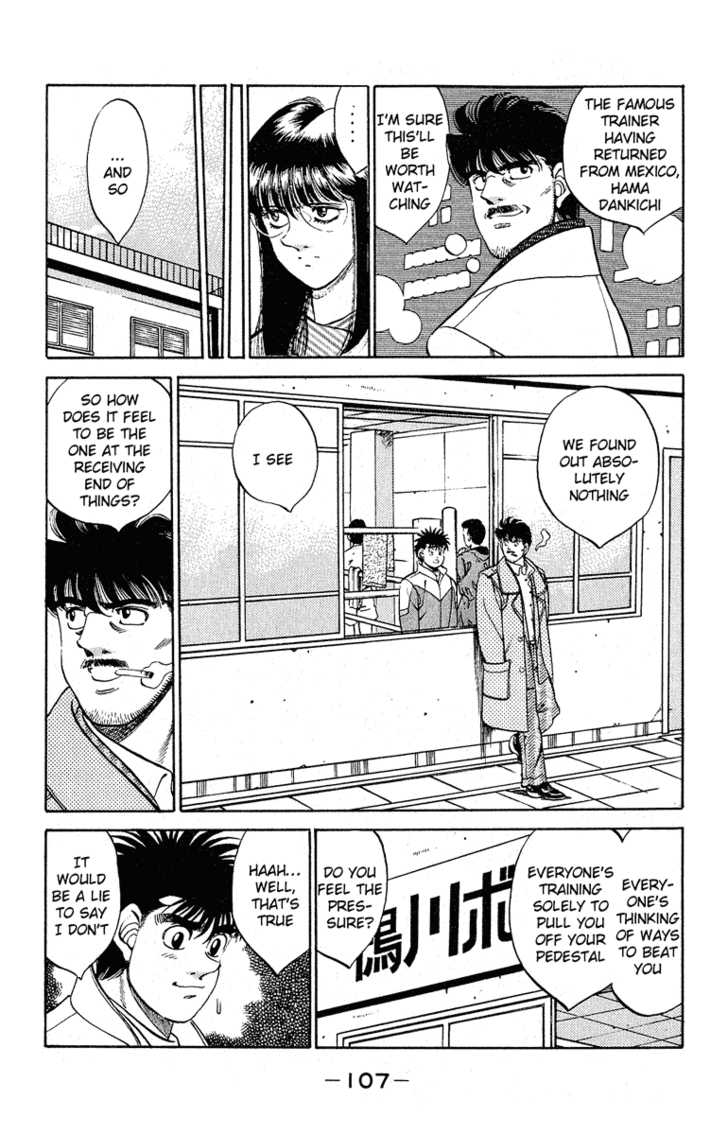 THE FAMOUS
TRAINER
HAVING
RETURNED
FROM MEXICO,
HAMA
DANKICHI
I'M SURE
THIS'LL
BE
WORTH
WAT-
CHING
......
...
AND
SO
WE FOUND
OUT ABSO-
LUTELY
NOTHING
I SEE
SO HOW
DOES IT FEEL
TO BE THE
ONE AT THE
RECEIVING
END OF
THINGS?
EVERY-
ONE'S
THINKING
OF WAYS
TO BEAT
YOU
EVERYONE'S
TRAINING
SOLELY TO
PULL YOU
OFF YOUR
PEDESTAL
DO YOU
FEEL THE
PRES-
SURE?
鴨川ボ
HAAH...
WELL,
THAT'S
TRUE
IT
WOULD
BE A LIE
TO SAY
I DON'T
—107—